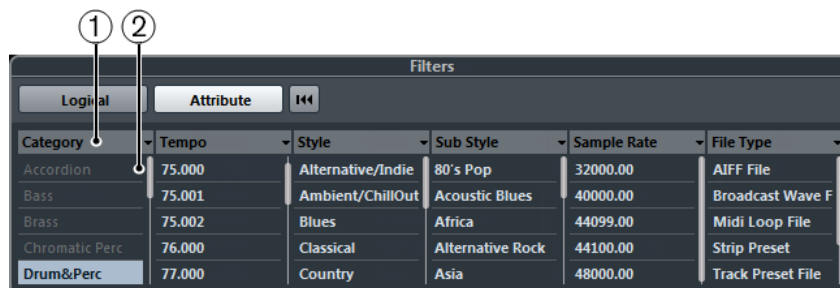 1 2
Filters
Logical Attribute
Category Tempo Style Sub Style Sample Rate File Type
Accordion 75.000 Alternative/Indie 80's Pop 32000.00 AIFF File
Bass 75.001 Ambient/ChillOut Acoustic Blues 40000.00 Broadcast Wave F
Brass 75.002 Blues Africa 44099.00 Midi Loop File
Chromatic Perc 76.000 Classical Alternative Rock 44100.00 Strip Preset
Drum&Perc 77.000 Country Asia 48000.00 Track Preset File